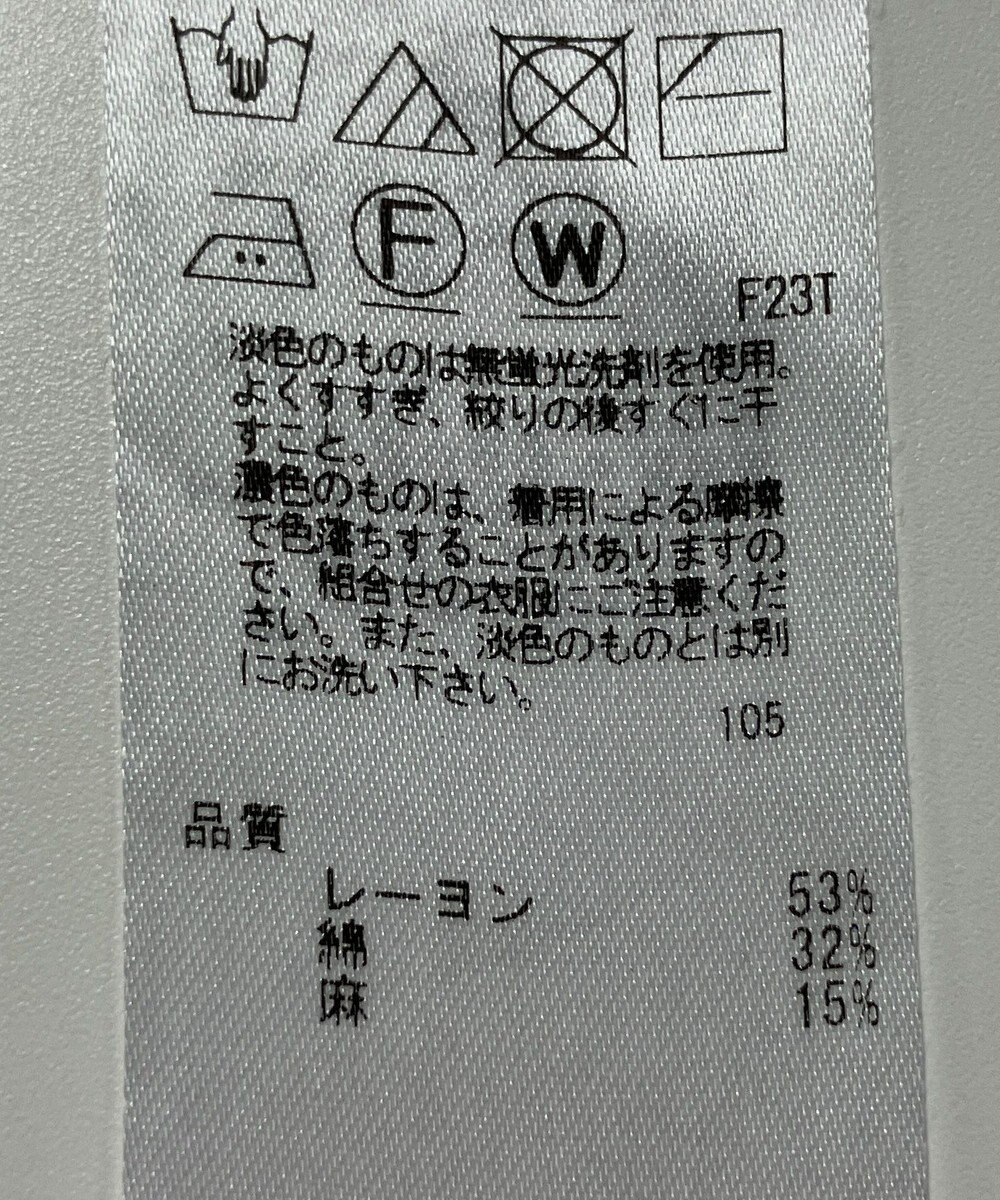 F W F23T
淡色のものは無蛍光洗剤を使用。
よくすすぎ、絞りの後すぐに干
すこと。
濃色のものは、着用による摩擦
で色落ちすることがありますの
で、組合せの衣服にご注意くだ
さい。また、淡色のものとは別
にお洗い下さい。
105
品質
レーヨン 53%
綿 32%
麻 15%